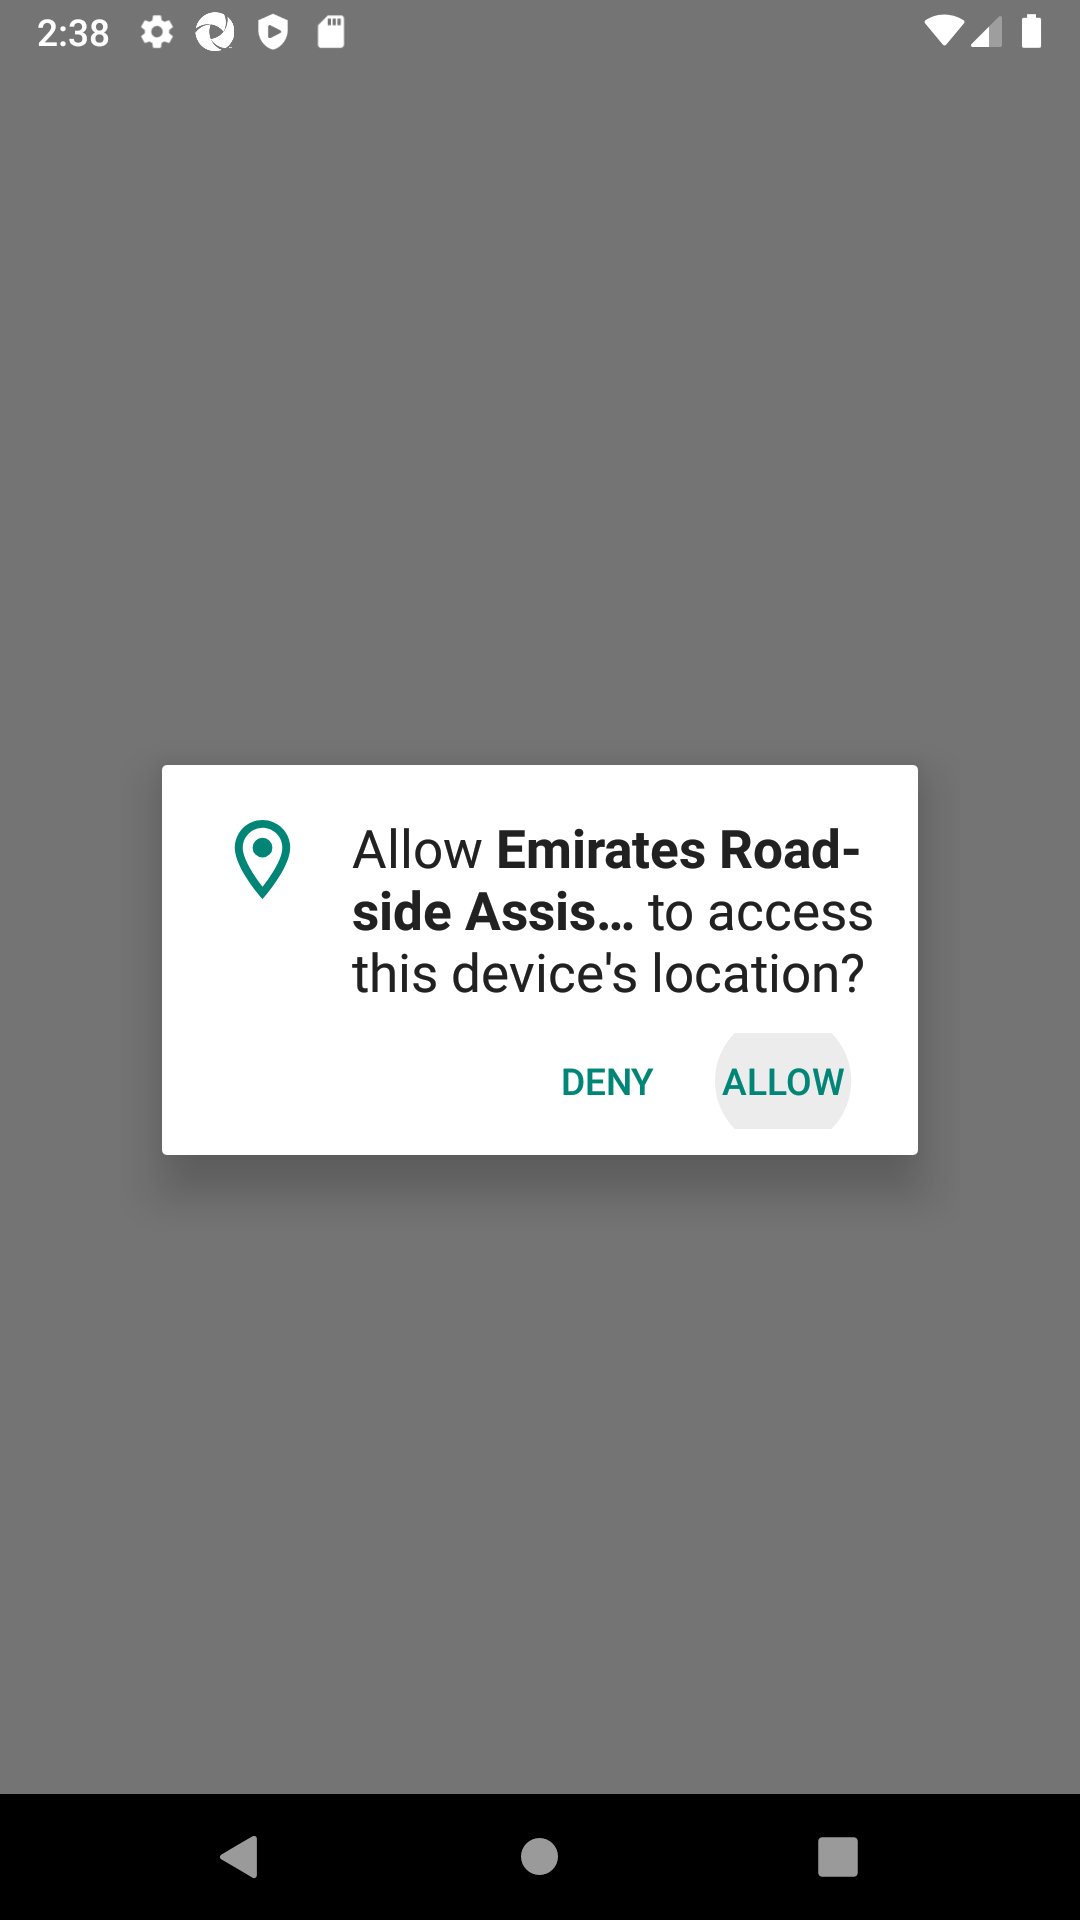 2:38
Allow Emirates Road-
side Assis… to access
this device's location?
DENY ALLOW